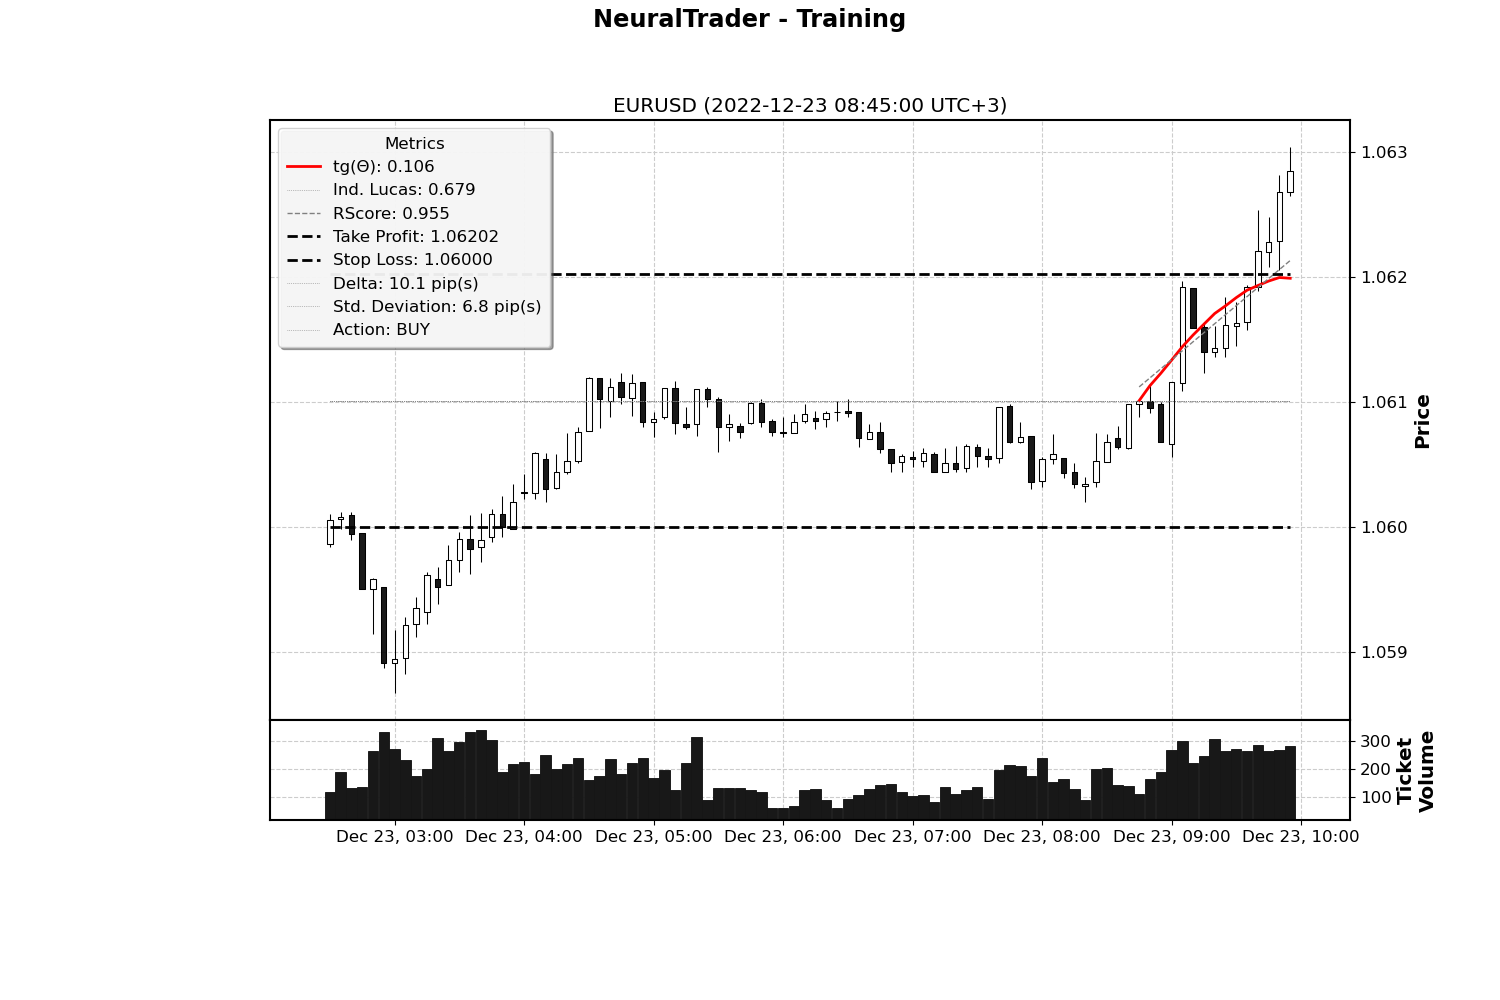 NeuralTrader - Training
EURUSD (2022-12-23 08:45:00 UTC+3)
Metrics
tg(Θ): 0.106
Ind. Lucas: 0.679
RScore: 0.955
Take Profit: 1.06202
Stop Loss: 1.06000
Delta: 10.1 pip(s)
Std. Deviation: 6.8 pip(s)
Action: BUY
1.063
1.062
1.061
1.060
1.059
Price
300
200
100
Ticket
Volume
Dec 23, 03:00 Dec 23, 04:00 Dec 23, 05:00 Dec 23, 06:00 Dec 23, 07:00 Dec 23, 08:00 Dec 23, 09:00 Dec 23, 10:00